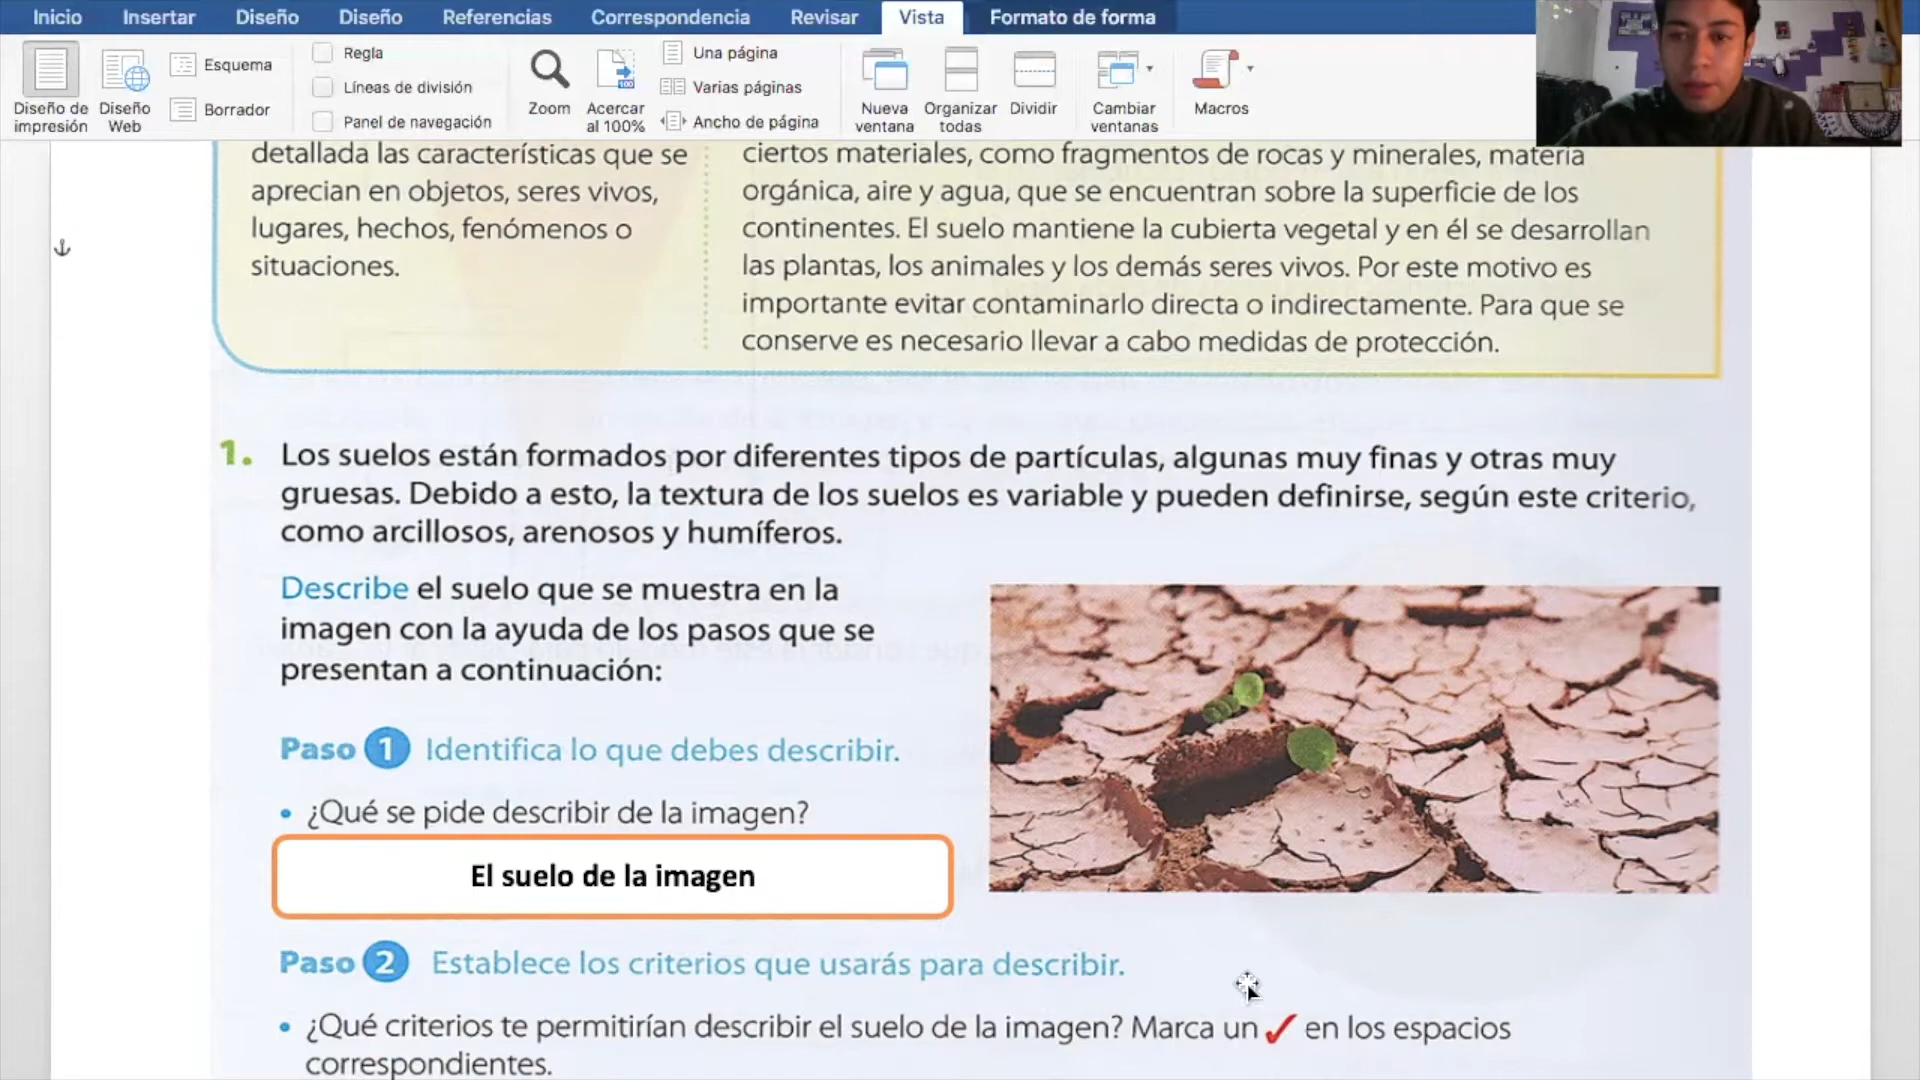 Inicio Insertar Diseño Diseño Referencias Correspondencia Revisar Vista Formato de forma
Diseño de impresión
Diseño Web
Esquema
Borrador
Regla
Líneas de división
Panel de navegación
Zoom
Acercar al 100%
100
Una página
Varias páginas
Ancho de página
Nueva ventana
Organizar todas
Dividir
Cambiar ventanas
Macros
detallada las características que se
aprecian en objetos, seres vivos,
lugares, hechos, fenómenos o
situaciones.
ciertos materiales, como fragmentos de rocas y minerales, materia
orgánica, aire y agua, que se encuentran sobre la superficie de los
continentes. El suelo mantiene la cubierta vegetal y en él se desarrollan
las plantas, los animales y los demás seres vivos. Por este motivo es
importante evitar contaminarlo directa o indirectamente. Para que se
conserve es necesario llevar a cabo medidas de protección.
1. Los suelos están formados por diferentes tipos de partículas, algunas muy finas y otras muy
gruesas. Debido a esto, la textura de los suelos es variable y pueden definirse, según este criterio,
como arcillosos, arenosos y humíferos.
Describe el suelo que se muestra en la
imagen con la ayuda de los pasos que se
presentan a continuación:
Paso 1 Identifica lo que debes describir.
• ¿Qué se pide describir de la imagen?
El suelo de la imagen
Paso 2 Establece los criterios que usarás para describir.
• ¿Qué criterios te permitirían describir el suelo de la imagen? Marca un ✓ en los espacios
correspondientes.